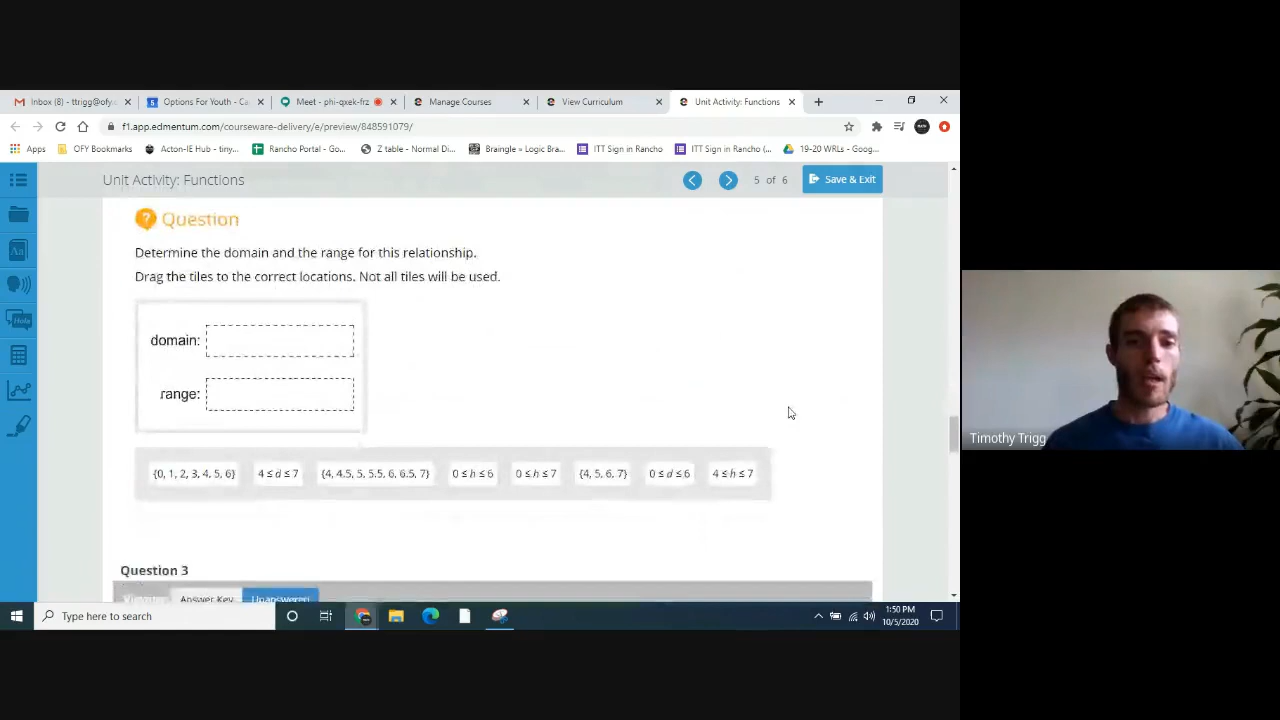 Inbox (8) - ttrigg@ofy.c
Options For Youth - Ca
Meet - phi-qxek-frz
Manage Courses
View Curriculum
Unit Activity: Functions
f1.app.edmentum.com/courseware-delivery/e/preview/848591079/
Apps
OFY Bookmarks
Acton-IE Hub - tiny...
Rancho Portal - Go...
Z table - Normal Di...
Braingle » Logic Bra...
ITT Sign in Rancho
ITT Sign in Rancho (...
19-20 WRLs - Goog...
Unit Activity: Functions
5 of 6
Save & Exit
Question
Determine the domain and the range for this relationship.
Drag the tiles to the correct locations. Not all tiles will be used.
domain:
range:
{0, 1, 2, 3, 4, 5, 6}
4 ≤ d ≤ 7
{4, 4.5, 5, 5.5, 6, 6.5, 7}
0 ≤ h ≤ 6
0 ≤ h ≤ 7
{4, 5, 6, 7}
0 ≤ d ≤ 6
4 ≤ h ≤ 7
Question 3
Answer Key
Unanswered
Type here to search
1:50 PM
10/5/2020
Timothy Trigg